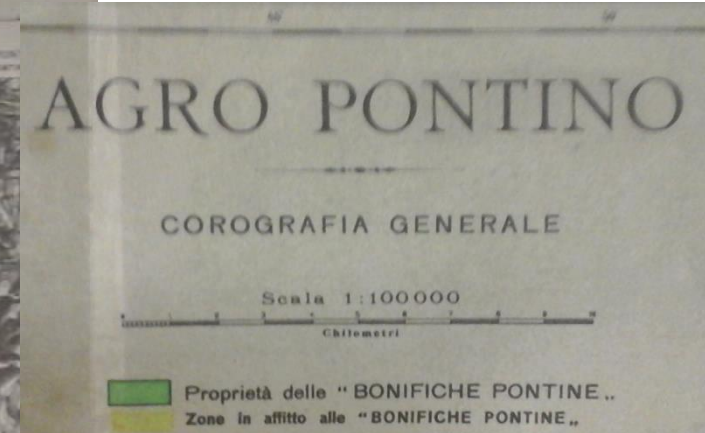 AGRO PONTINO
COROGRAFIA GENERALE
Scala 1:100000
Chilometri
Proprietà delle “BONIFICHE PONTINE„
Zone in affitto alle “BONIFICHE PONTINE„